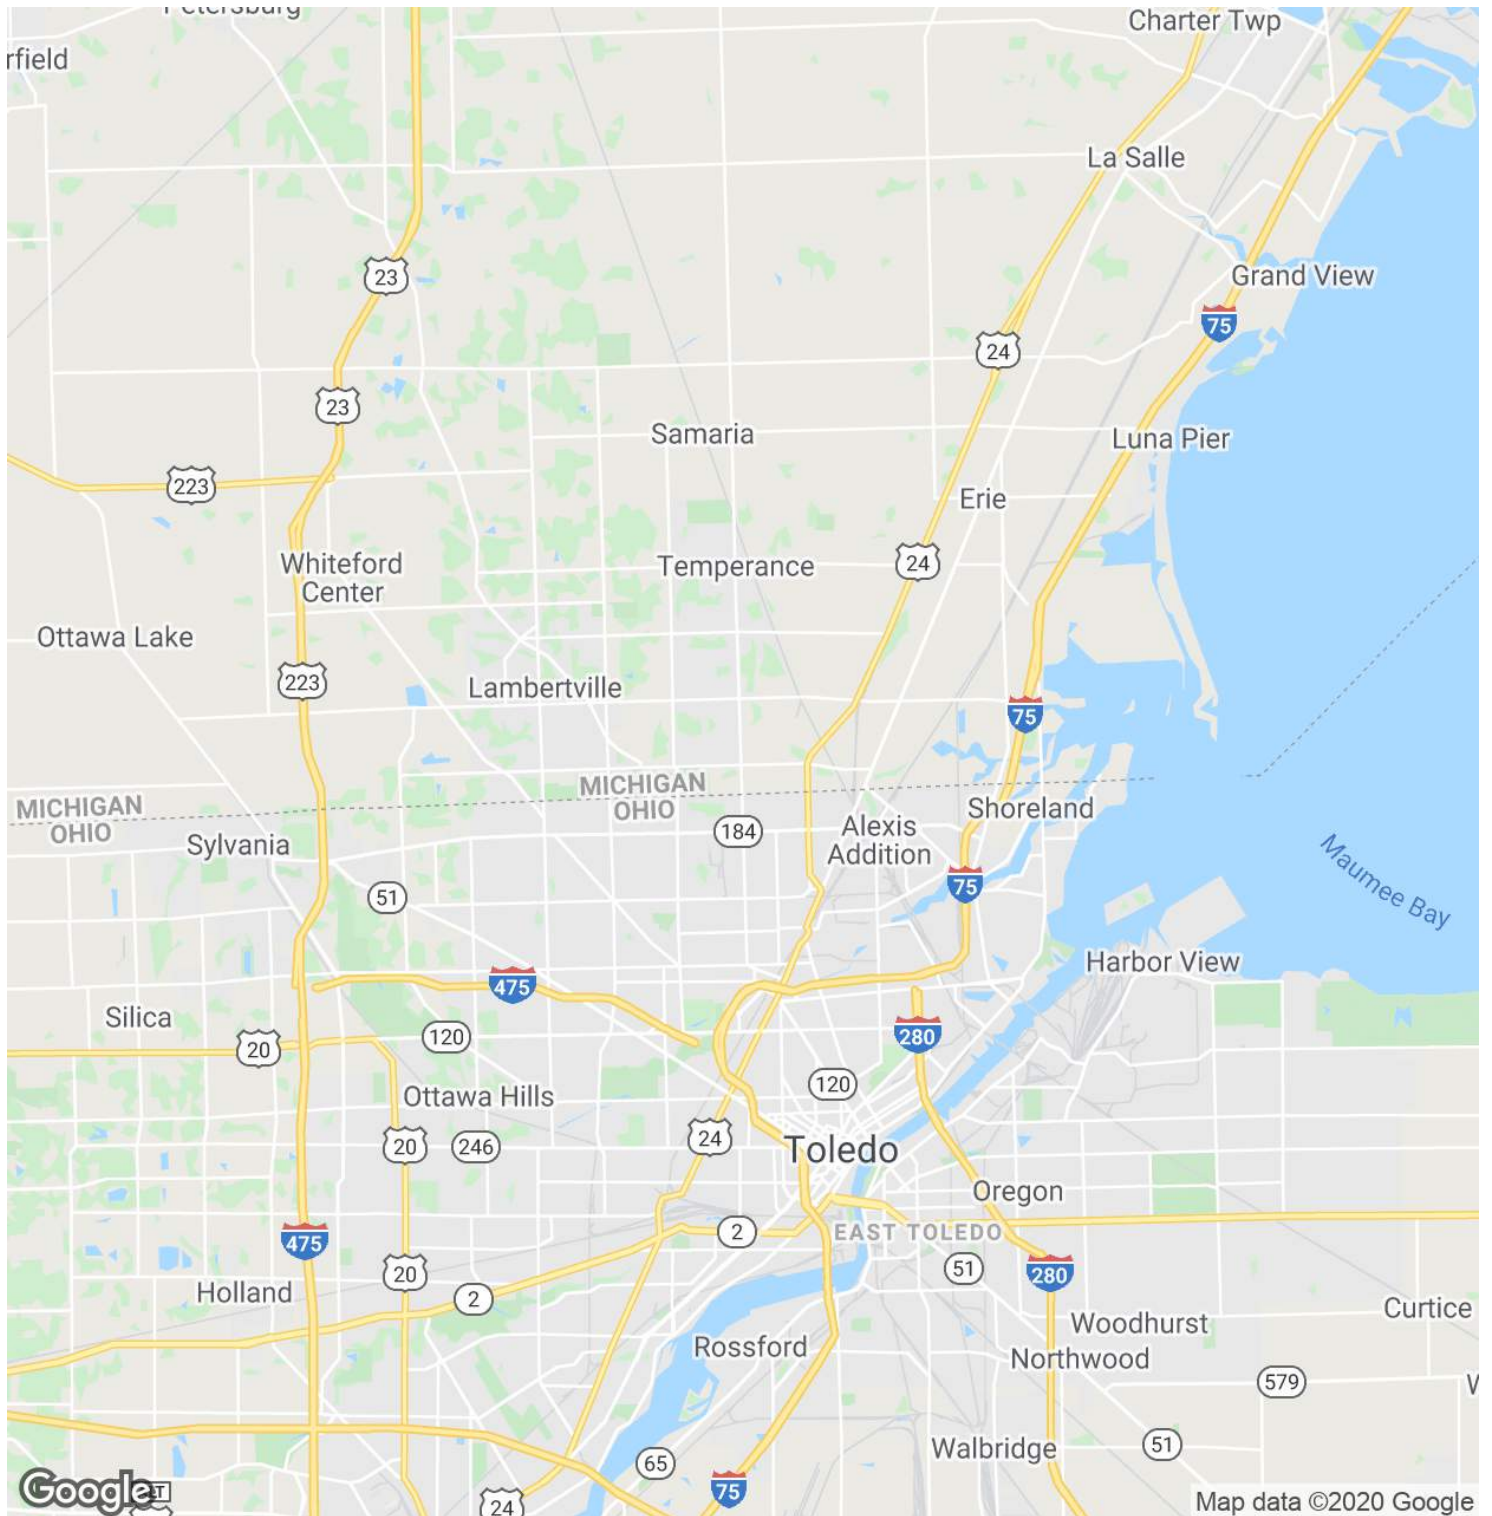 Petersburg
Charter Twp
rfield
La Salle
23
Grand View
75
24
23
Samaria
Luna Pier
223
Erie
Whiteford
Center
Temperance
24
Ottawa Lake
223
Lambertville
75
MICHIGAN
OHIO
MICHIGAN
OHIO
Shoreland
184
Alexis
Addition
Sylvania
Maumee Bay
51
75
Harbor View
475
Silica
20
120
280
120
Ottawa Hills
20
246
24
Toledo
Oregon
2
EAST TOLEDO
475
20
51
280
Holland
2
Curtice
Woodhurst
Rossford
Northwood
579
Walbridge
51
65
75
24
Google
Map data ©2020 Google